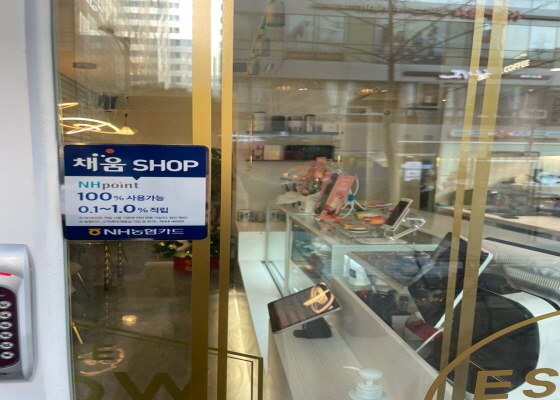 채움 SHOP
NHpoint
100% 사용가능
0.1~1.0% 적립
NH농협카드
COFFEE
ES